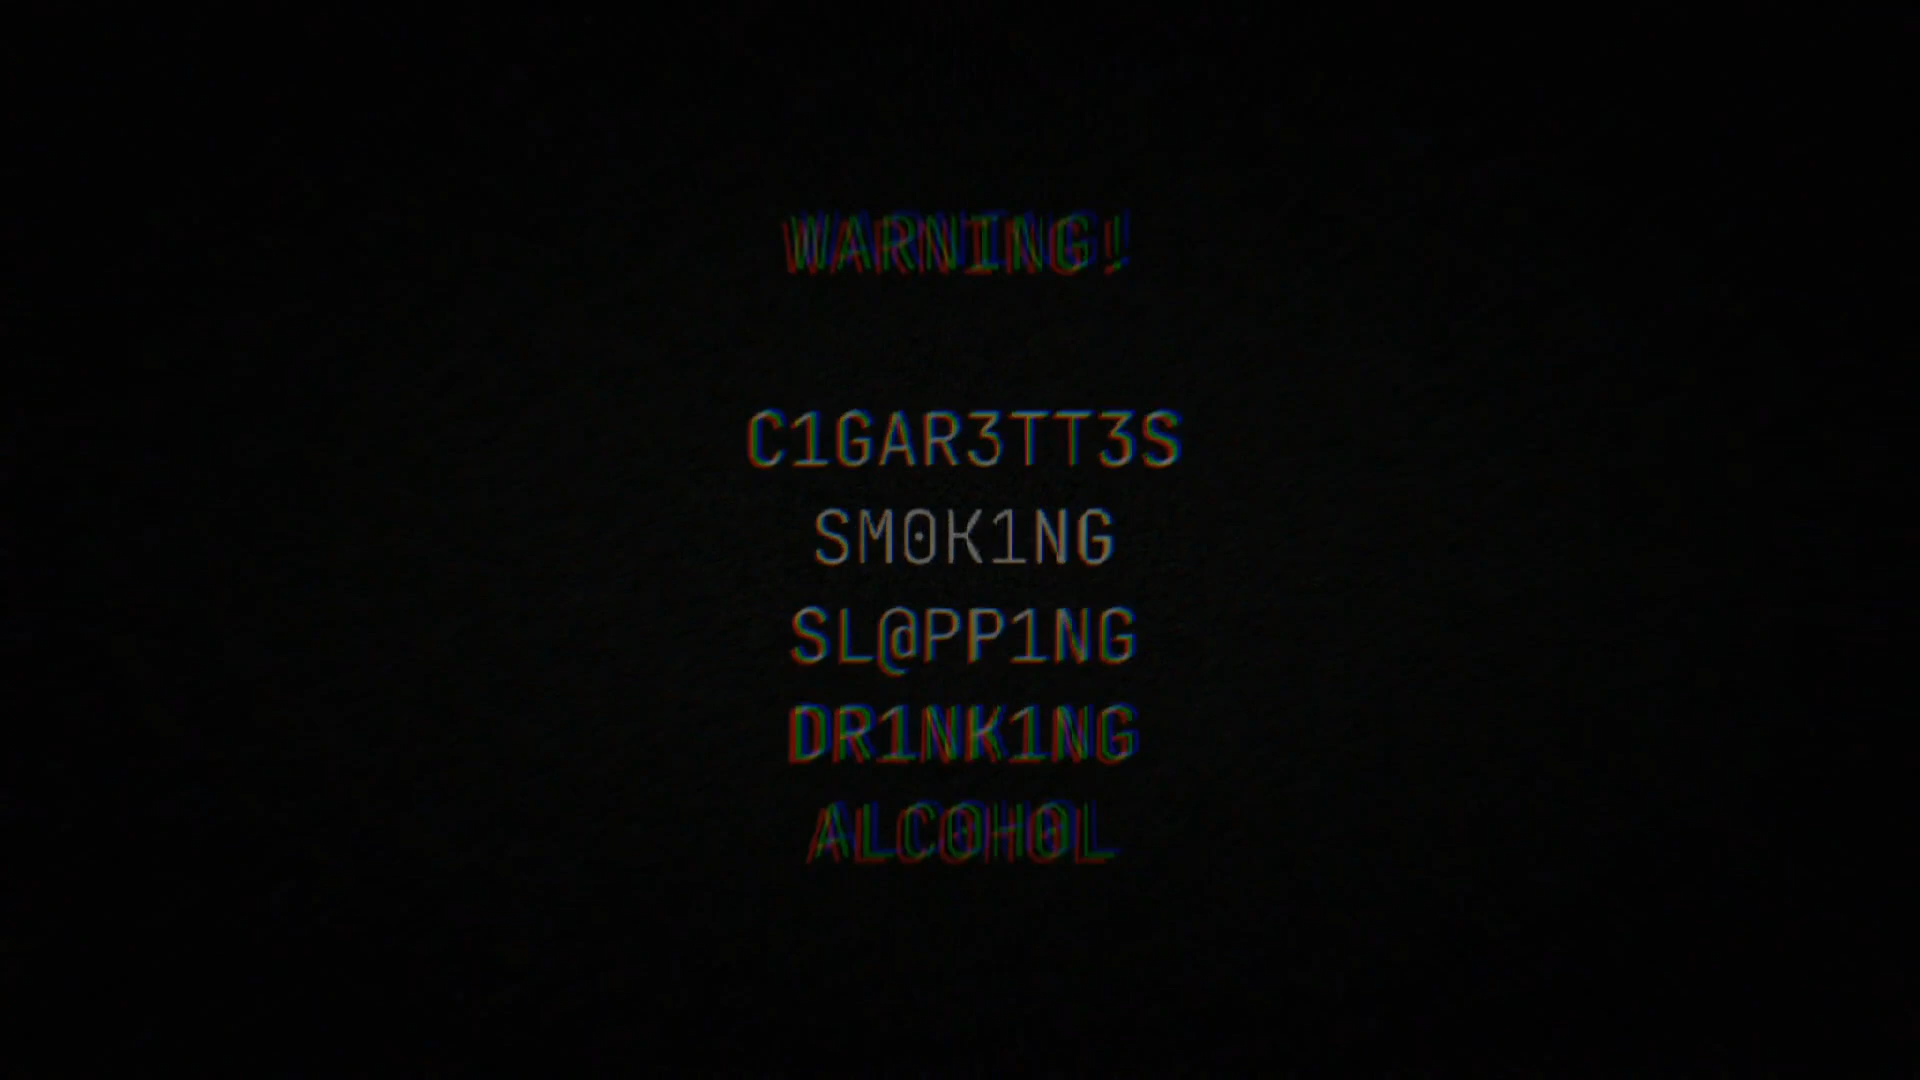 WARNING!
C1GAR3TT3S
SM0K1NG
SL@PP1NG
DR1NK1NG
ALC0H0L